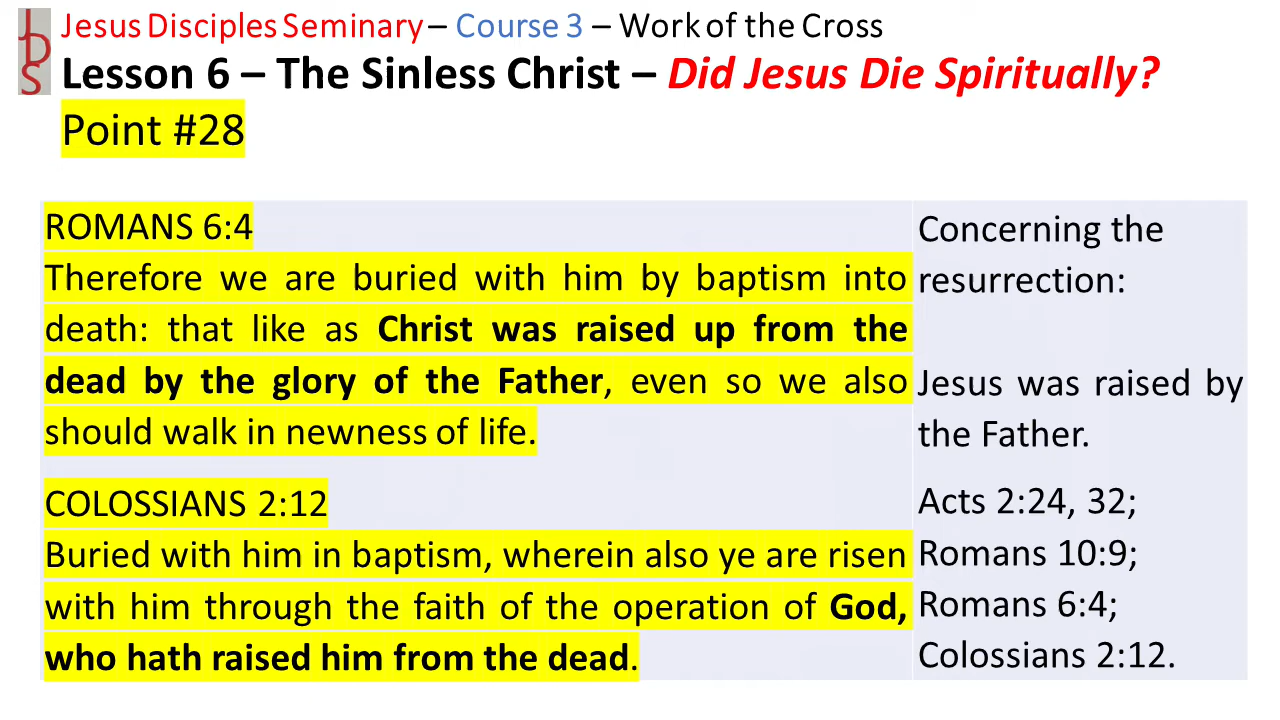 JDS
Jesus Disciples Seminary – Course 3 – Work of the Cross
Lesson 6 – The Sinless Christ – Did Jesus Die Spiritually?
Point #28
ROMANS 6:4
Therefore we are buried with him by baptism into
death: that like as Christ was raised up from the
dead by the glory of the Father, even so we also
should walk in newness of life.
COLOSSIANS 2:12
Buried with him in baptism, wherein also ye are risen
with him through the faith of the operation of God,
who hath raised him from the dead.
Concerning the
resurrection:
Jesus was raised by
the Father.
Acts 2:24, 32;
Romans 10:9;
Romans 6:4;
Colossians 2:12.